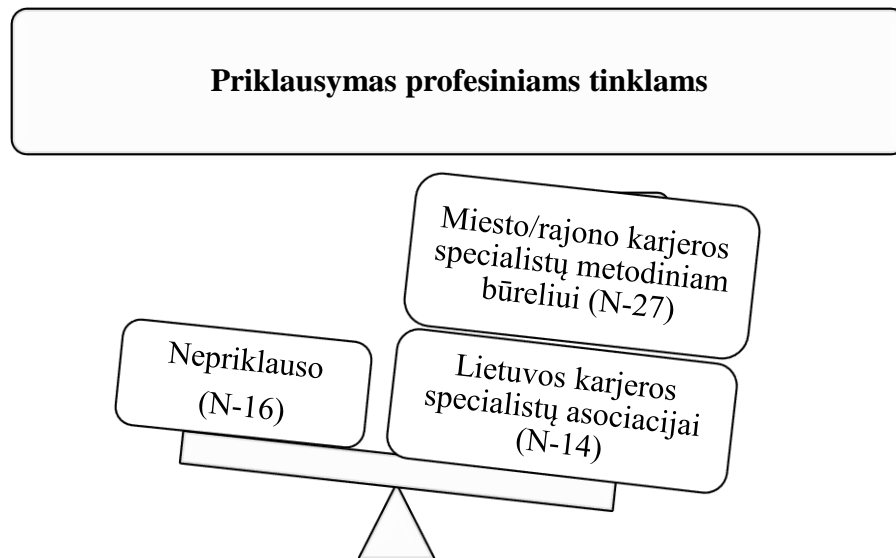 Priklausymas profesiniams tinklams
Miesto/rajono karjeros
specialistų metodiniam
būreliui (N-27)
Nepriklauso
(N-16)
Lietuvos karjeros
specialistų asociacijai
(N-14)